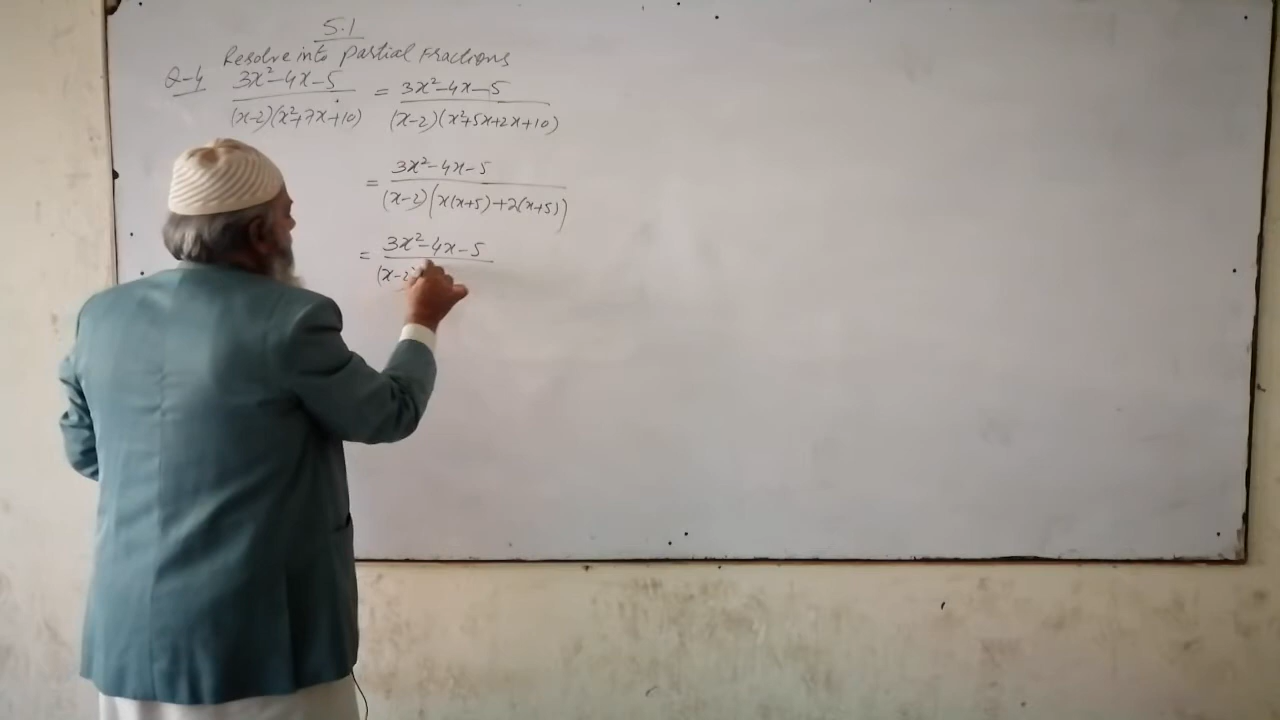 5.1
Resolve into Partial Fractions
Q-4 3x²-4x-5 / (x-2)(x²+7x+10) = 3x²-4x-5 / (x-2)(x²+5x+2x+10)
= 3x²-4x-5 / (x-2)(x(x+5)+2(x+5))
= 3x²-4x-5 / (x-2)